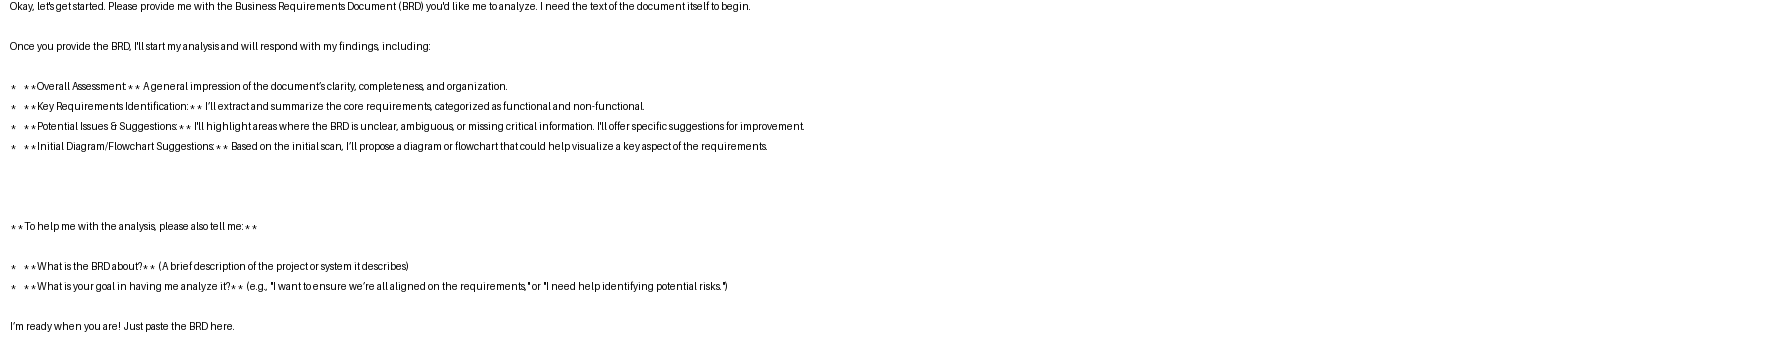 Okay, let's get started. Please provide me with the Business Requirements Document (BRD) you'd like me to analyze. I need the text of the document itself to begin.
Once you provide the BRD, I'll start my analysis and will respond with my findings, including:
* **Overall Assessment:** A general impression of the document's clarity, completeness, and organization.
* **Key Requirements Identification:** I'll extract and summarize the core requirements, categorized as functional and non-functional.
* **Potential Issues & Suggestions:** I'll highlight areas where the BRD is unclear, ambiguous, or missing critical information. I'll offer specific suggestions for improvement.
* **Initial Diagram/Flowchart Suggestions:** Based on the initial scan, I'll propose a diagram or flowchart that could help visualize a key aspect of the requirements.
**To help me with the analysis, please also tell me:**
* **What is the BRD about?** (A brief description of the project or system it describes)
* **What is your goal in having me analyze it?** (e.g., "I want to ensure we're all aligned on the requirements," or "I need help identifying potential risks.")
I'm ready when you are! Just paste the BRD here.